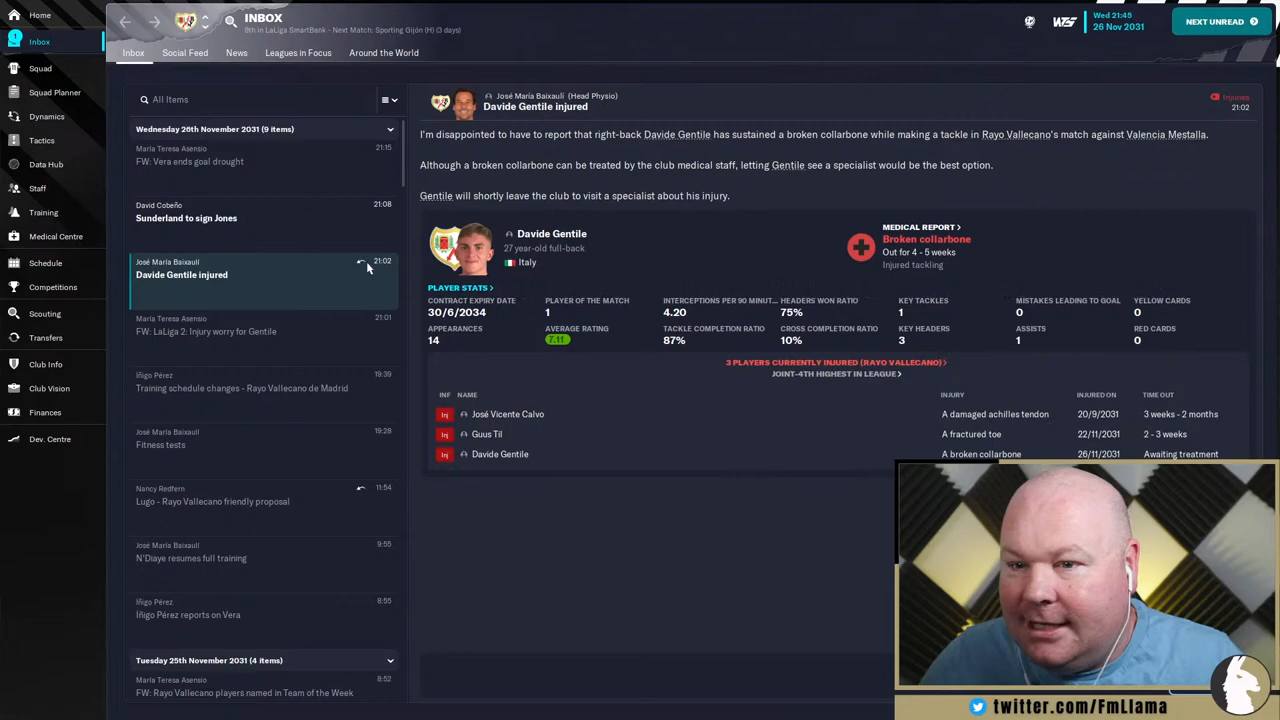 Home
Inbox
1
Squad
Squad Planner
Dynamics
Tactics
Data Hub
Staff
Training
Medical Centre
Schedule
Competitions
Scouting
Transfers
Club Info
Club Vision
Finances
Dev. Centre
INBOX
9th in LaLiga SmartBank - Next Match: Sporting Gijón (H) (3 days)
Wed 21:45
26 Nov 2031
NEXT UNREAD
Inbox Social Feed News Leagues in Focus Around the World
All Items
Wednesday 26th November 2031 (9 items)
María Teresa Asensio 21:15
FW: Vera ends goal drought
David Cobeño 21:08
Sunderland to sign Jones
José María Baixaulí 21:02
Davide Gentile injured
María Teresa Asensio 21:01
FW: LaLiga 2: Injury worry for Gentile
Íñigo Pérez 19:39
Training schedule changes - Rayo Vallecano de Madrid
José María Baixaulí 19:28
Fitness tests
Nancy Redfern 11:54
Lugo - Rayo Vallecano friendly proposal
José María Baixaulí 9:55
N'Diaye resumes full training
Íñigo Pérez 8:55
Íñigo Pérez reports on Vera
Tuesday 25th November 2031 (4 items)
María Teresa Asensio 8:52
FW: Rayo Vallecano players named in Team of the Week
José María Baixaulí (Head Physio)
Davide Gentile injured
Injuries
21:02
I'm disappointed to have to report that right-back Davide Gentile has sustained a broken collarbone while making a tackle in Rayo Vallecano's match against Valencia Mestalla.
Although a broken collarbone can be treated by the club medical staff, letting Gentile see a specialist would be the best option.
Gentile will shortly leave the club to visit a specialist about his injury.
Davide Gentile
27 year-old full-back
Italy
MEDICAL REPORT
Broken collarbone
Out for 4 - 5 weeks
Injured tackling
PLAYER STATS
CONTRACT EXPIRY DATE PLAYER OF THE MATCH INTERCEPTIONS PER 90 MINUT... HEADERS WON RATIO KEY TACKLES MISTAKES LEADING TO GOAL YELLOW CARDS
30/6/2034 1 4.20 75% 1 0 0
APPEARANCES AVERAGE RATING TACKLE COMPLETION RATIO CROSS COMPLETION RATIO KEY HEADERS ASSISTS RED CARDS
14 7.11 87% 10% 3 1 0
3 PLAYERS CURRENTLY INJURED (RAYO VALLECANO)
JOINT-4TH HIGHEST IN LEAGUE
INF NAME INJURY INJURED ON TIME OUT
Inj José Vicente Calvo A damaged achilles tendon 20/9/2031 3 weeks - 2 months
Inj Guus Til A fractured toe 22/11/2031 2 - 3 weeks
Inj Davide Gentile A broken collarbone 26/11/2031 Awaiting treatment
twitter.com/FmLlama